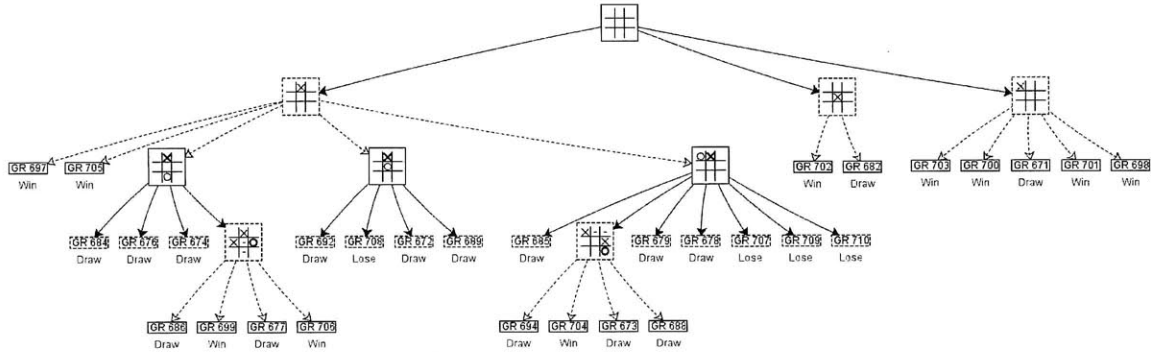 GR 697 GR 705 GR 702 GR 682 GR 703 GR 700 GR 671 GR 701 GR 698
Win Win Win Draw Win Win Draw Win Win
GR 684 GR 676 GR 674 GR 692 GR 708 GR 672 GR 689 GR 685 GR 679 GR 678 GR 707 GR 709 GR 710
Draw Draw Draw Draw Lose Draw Draw Draw Draw Draw Lose Lose Lose
GR 686 GR 699 GR 677 GR 706 GR 694 GR 704 GR 673 GR 688
Draw Win Draw Win Draw Win Draw Draw